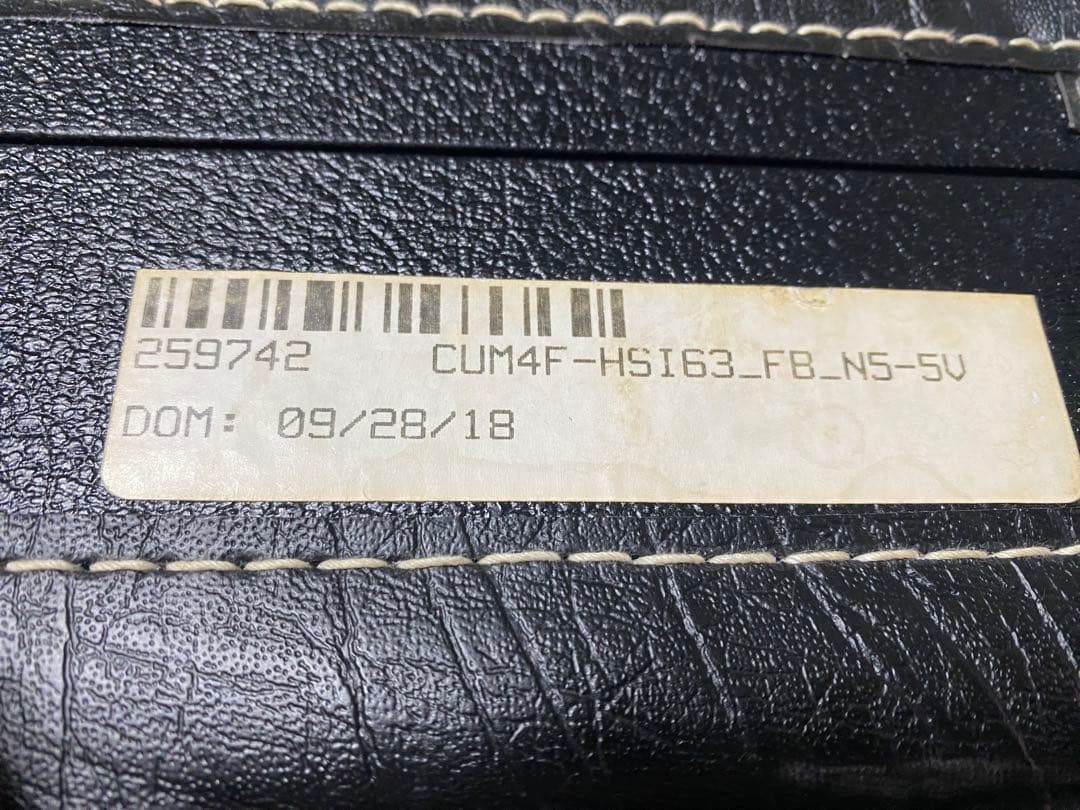 259742 CUM4F-HSI63_FB_N5-5V
DOM: 09/28/18